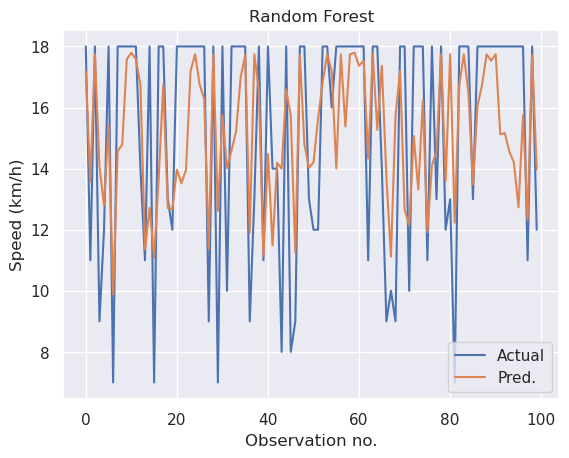 Random Forest
Speed (km/h)
18
16
14
12
10
8
Actual
Pred.
0
20
40
60
80
100
Observation no.